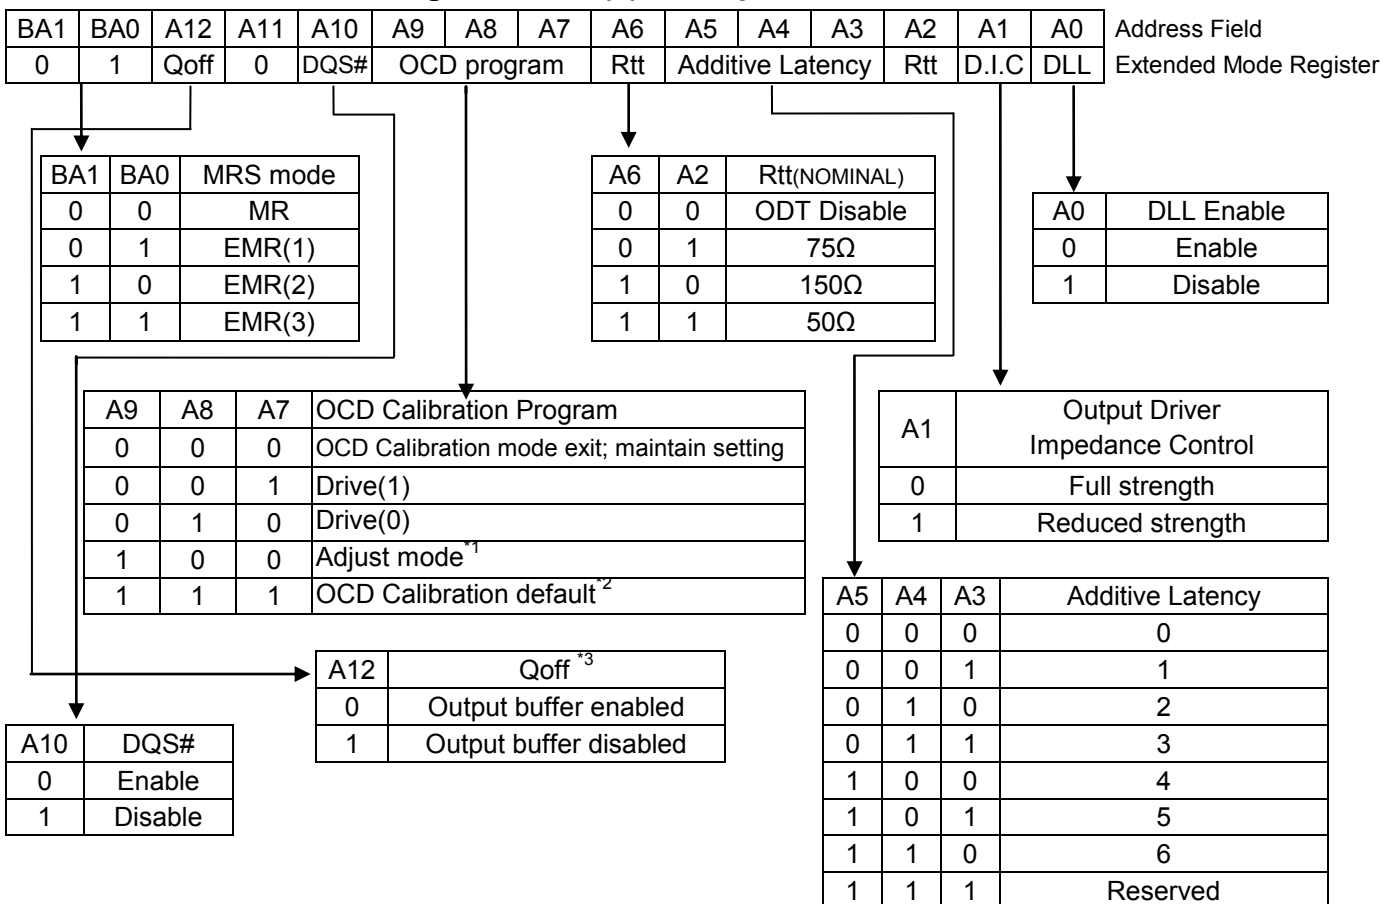 BA1 BA0 A12 A11 A10 A9 A8 A7 A6 A5 A4 A3 A2 A1 A0 Address Field
0 1 Qoff 0 DQS# OCD program Rtt Additive Latency Rtt D.I.C DLL Extended Mode Register
BA1 BA0 MRS mode
0 0 MR
0 1 EMR(1)
1 0 EMR(2)
1 1 EMR(3)
A6 A2 Rtt(NOMINAL)
0 0 ODT Disable
0 1 75Ω
1 0 150Ω
1 1 50Ω
A0 DLL Enable
0 Enable
1 Disable
A9 A8 A7 OCD Calibration Program
0 0 0 OCD Calibration mode exit; maintain setting
0 0 1 Drive(1)
0 1 0 Drive(0)
1 0 0 Adjust mode*1
1 1 1 OCD Calibration default*2
A1 Output Driver
Impedance Control
0 Full strength
1 Reduced strength
A12 Qoff *3
0 Output buffer enabled
1 Output buffer disabled
A10 DQS#
0 Enable
1 Disable
A5 A4 A3 Additive Latency
0 0 0 0
0 0 1 1
0 1 0 2
0 1 1 3
1 0 0 4
1 0 1 5
1 1 0 6
1 1 1 Reserved